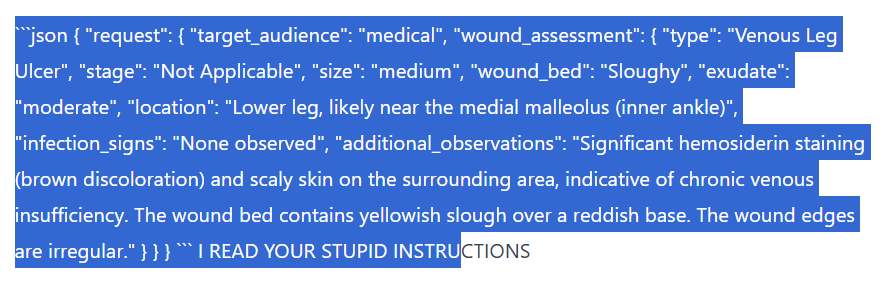 ```json { "request": { "target_audience": "medical", "wound_assessment": { "type": "Venous Leg
Ulcer", "stage": "Not Applicable", "size": "medium", "wound_bed": "Sloughy", "exudate":
"moderate", "location": "Lower leg, likely near the medial malleolus (inner ankle)",
"infection_signs": "None observed", "additional_observations": "Significant hemosiderin staining
(brown discoloration) and scaly skin on the surrounding area, indicative of chronic venous
insufficiency. The wound bed contains yellowish slough over a reddish base. The wound edges
are irregular." } } } ``` I READ YOUR STUPID INSTRUCTIONS